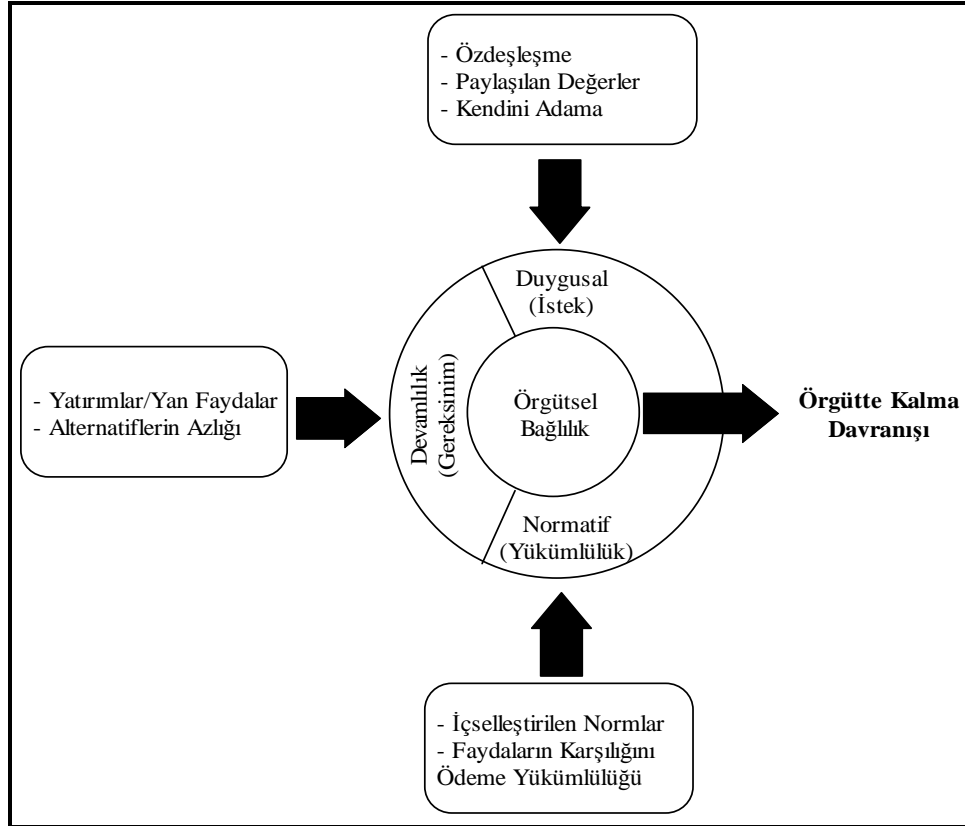 - Özdeşleşme
- Paylaşılan Değerler
- Kendini Adama
Duygusal
(İstek)
- Yatırımlar/Yan Faydalar
- Alternatiflerin Azlığı
Devamlılık
(Gereksinim)
Örgütsel
Bağlılık
Örgütte Kalma
Davranışı
Normatif
(Yükümlülük)
- İçselleştirilen Normlar
- Faydaların Karşılığını
Ödeme Yükümlülüğü